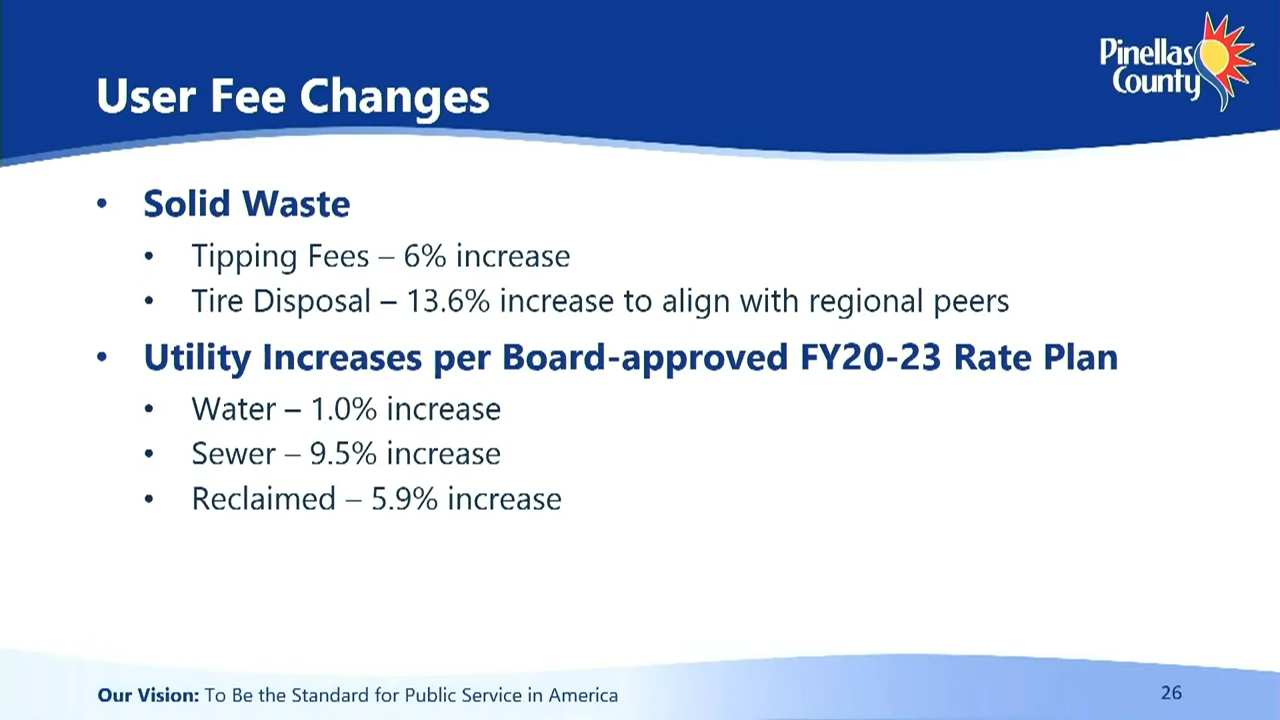 Pinellas
County
User Fee Changes
• Solid Waste
• Tipping Fees – 6% increase
• Tire Disposal – 13.6% increase to align with regional peers
• Utility Increases per Board-approved FY20-23 Rate Plan
• Water – 1.0% increase
• Sewer – 9.5% increase
• Reclaimed – 5.9% increase
Our Vision: To Be the Standard for Public Service in America
26